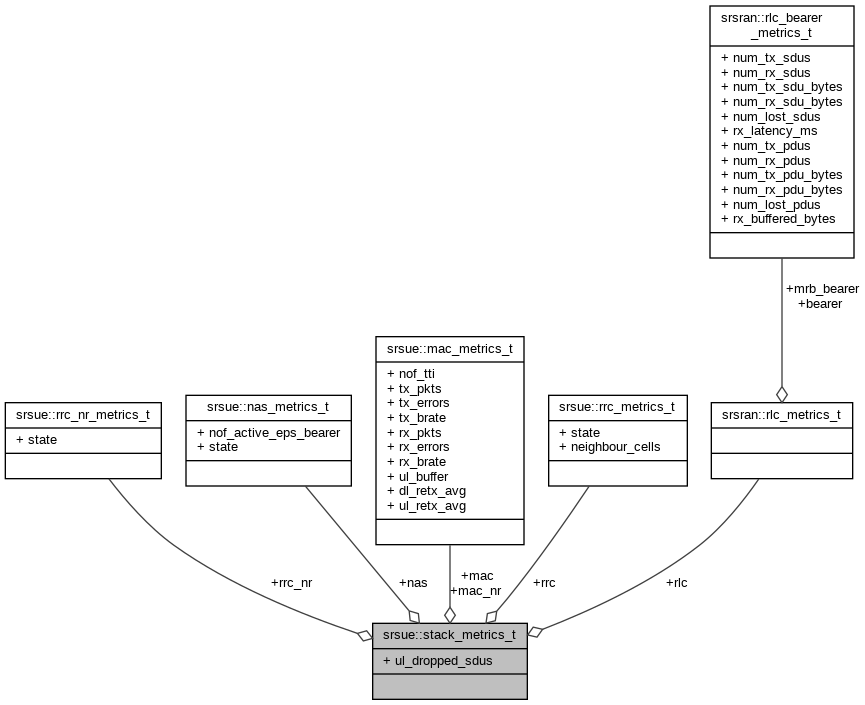 srsran::rlc_bearer
_metrics_t
+ num_tx_sdus
+ num_rx_sdus
+ num_tx_sdu_bytes
+ num_rx_sdu_bytes
+ num_lost_sdus
+ rx_latency_ms
+ num_tx_pdus
+ num_rx_pdus
+ num_tx_pdu_bytes
+ num_rx_pdu_bytes
+ num_lost_pdus
+ rx_buffered_bytes
+mrb_bearer
+bearer
srsue::rrc_nr_metrics_t
+ state
srsue::nas_metrics_t
+ nof_active_eps_bearer
+ state
srsue::mac_metrics_t
+ nof_tti
+ tx_pkts
+ tx_errors
+ tx_brate
+ rx_pkts
+ rx_errors
+ rx_brate
+ ul_buffer
+ dl_retx_avg
+ ul_retx_avg
srsue::rrc_metrics_t
+ state
+ neighbour_cells
srsran::rlc_metrics_t
+rrc_nr
+nas
+mac
+mac_nr
+rrc
+rlc
srsue::stack_metrics_t
+ ul_dropped_sdus